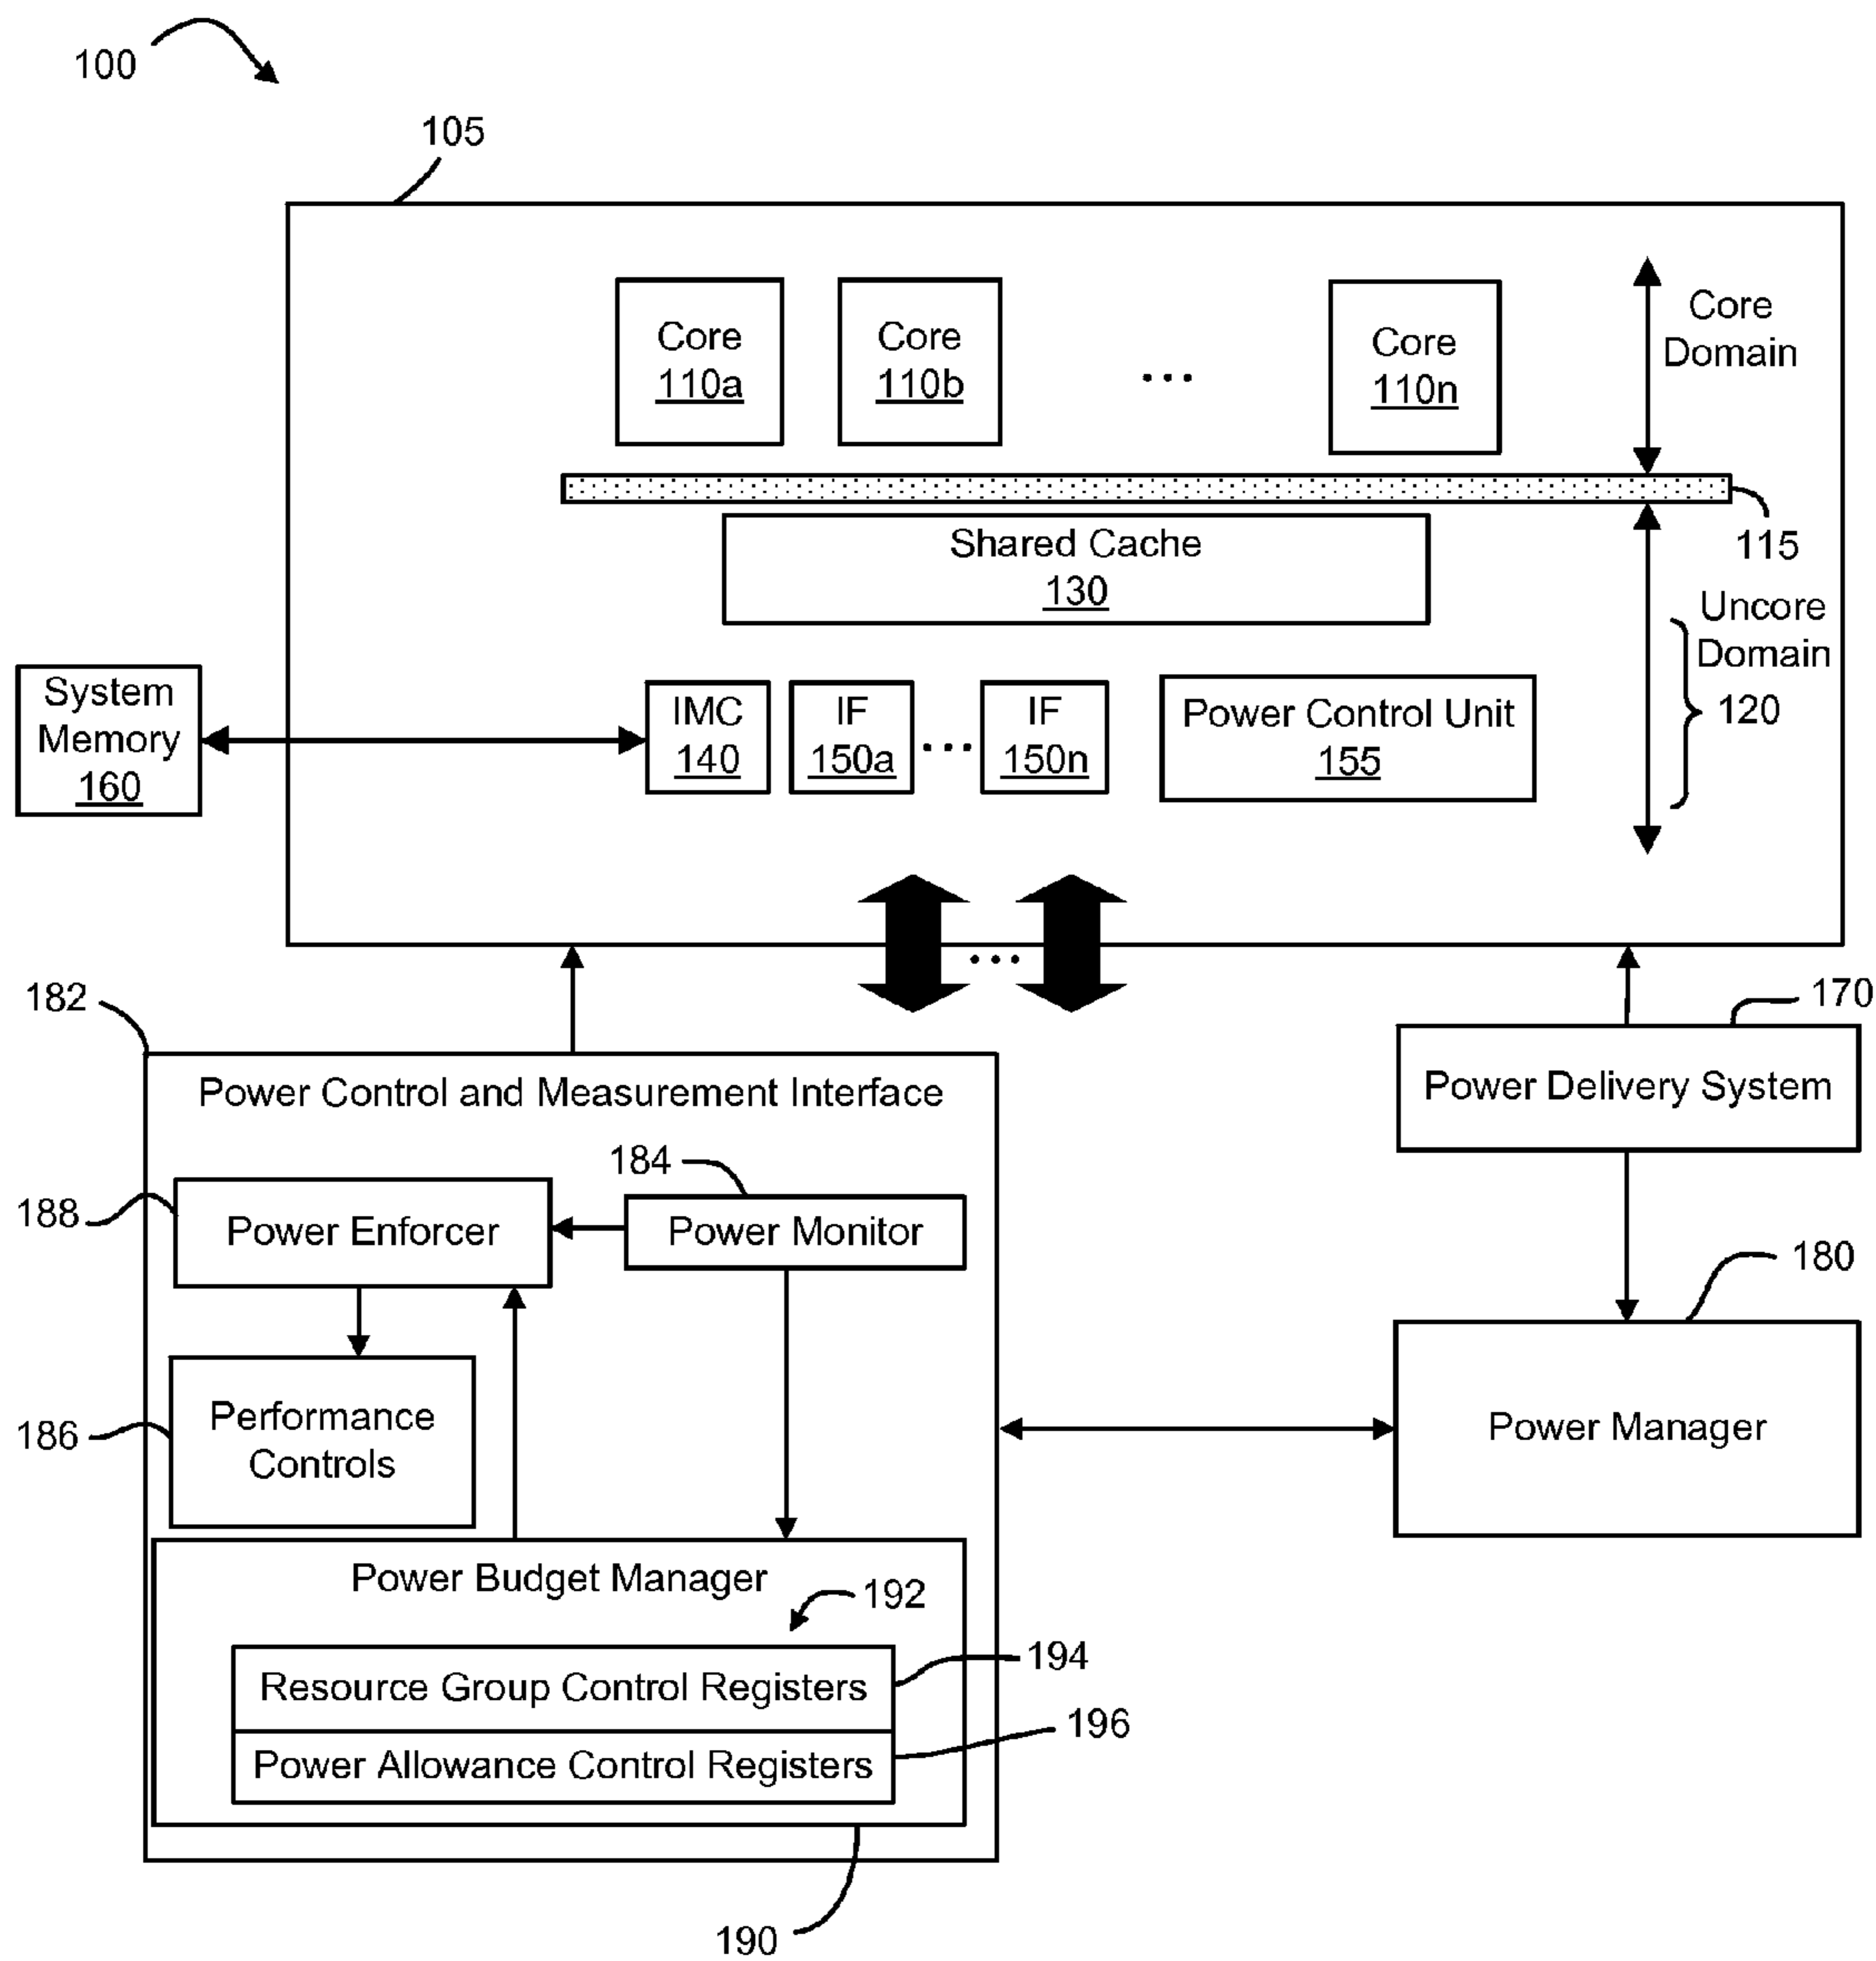 100
105
Core
110a
Core
110b
...
Core
110n
Core
Domain
115
Shared Cache
130
Uncore
Domain
120
System
Memory
160
IMC
140
IF
150a
...
IF
150n
Power Control Unit
155
...
182
170
Power Control and Measurement Interface
Power Delivery System
184
188
Power Enforcer
Power Monitor
180
186
Performance
Controls
Power Manager
Power Budget Manager
192
194
Resource Group Control Registers
196
Power Allowance Control Registers
190